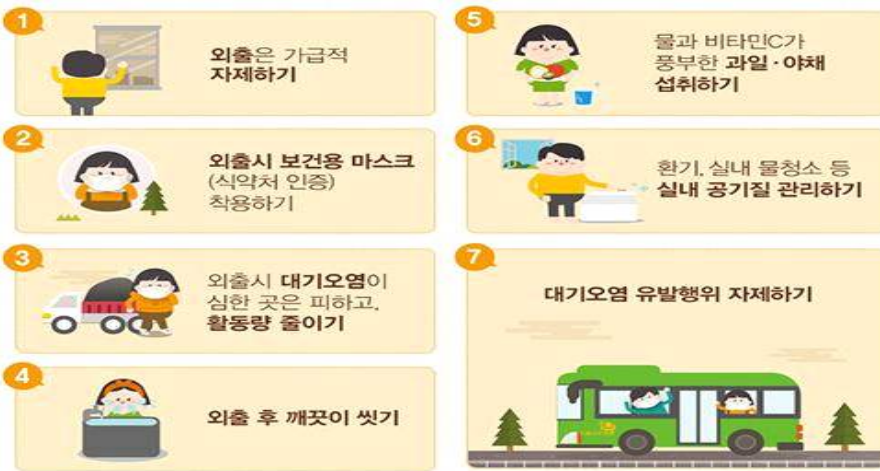 1
외출은 가급적
자제하기
2
외출시 보건용 마스크
(식약처 인증)
착용하기
3
외출시 대기오염이
심한 곳은 피하고,
활동량 줄이기
4
외출 후 깨끗이 씻기
5
물과 비타민C가
풍부한 과일·야채
섭취하기
6
환기, 실내 물청소 등
실내 공기질 관리하기
7
대기오염 유발행위 자제하기